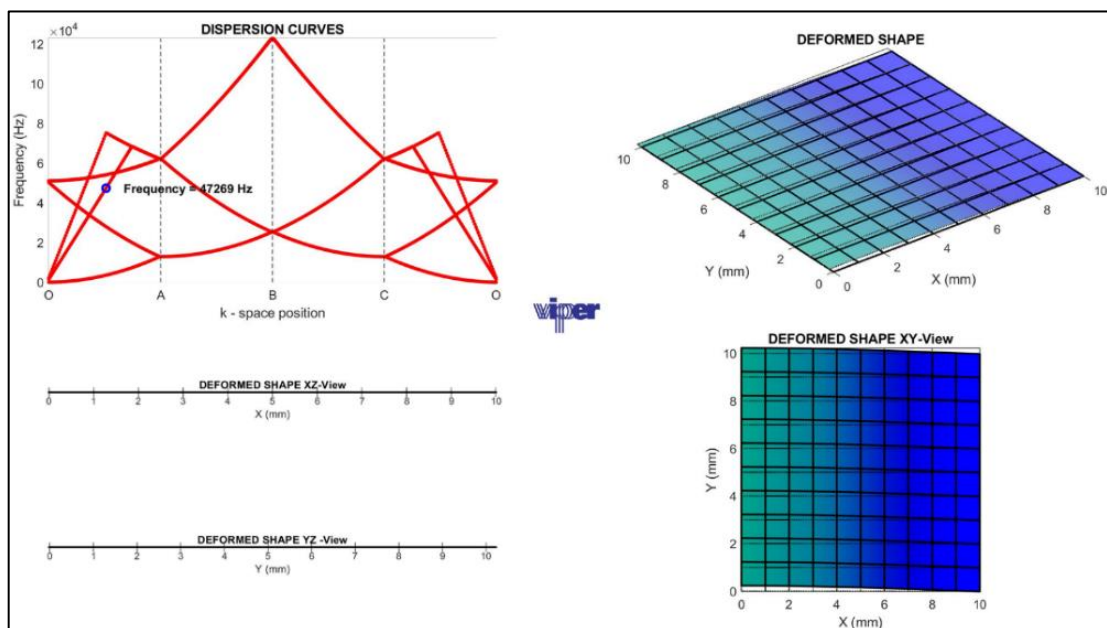 DISPERSION CURVES
×10⁴
12
10
8
6
4
2
0
Frequency (Hz)
Frequency = 47269 Hz
O A B C O
k - space position
DEFORMED SHAPE
10
8
6
4
2
0
Y (mm)
0
2
4
6
8
10
X (mm)
viper
DEFORMED SHAPE XZ-View
0 1 2 3 4 5 6 7 8 9 10
X (mm)
DEFORMED SHAPE YZ -View
0 1 2 3 4 5 6 7 8 9 10
Y (mm)
DEFORMED SHAPE XY-View
10
8
6
4
2
0
Y (mm)
0 2 4 6 8 10
X (mm)